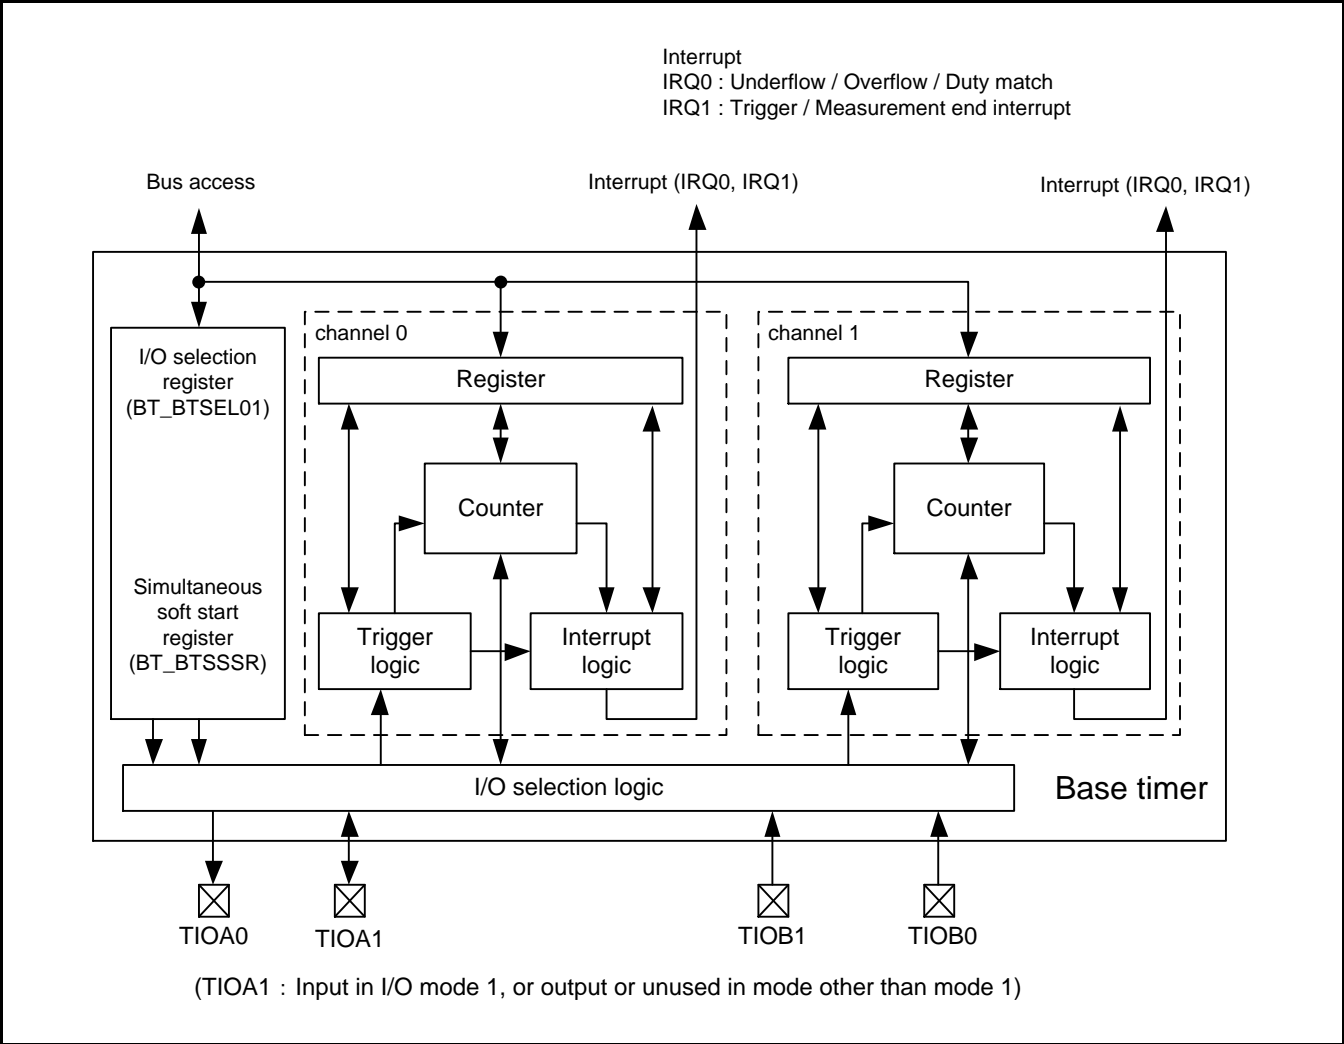 Interrupt
IRQ0 : Underflow / Overflow / Duty match
IRQ1 : Trigger / Measurement end interrupt
Bus access
Interrupt (IRQ0, IRQ1)
Interrupt (IRQ0, IRQ1)
I/O selection
register
(BT_BTSEL01)
Simultaneous
soft start
register
(BT_BTSSSR)
channel 0
Register
Counter
Trigger
logic
Interrupt
logic
channel 1
Register
Counter
Trigger
logic
Interrupt
logic
I/O selection logic
Base timer
TIOA0
TIOA1
TIOB1
TIOB0
(TIOA1 : Input in I/O mode 1, or output or unused in mode other than mode 1)